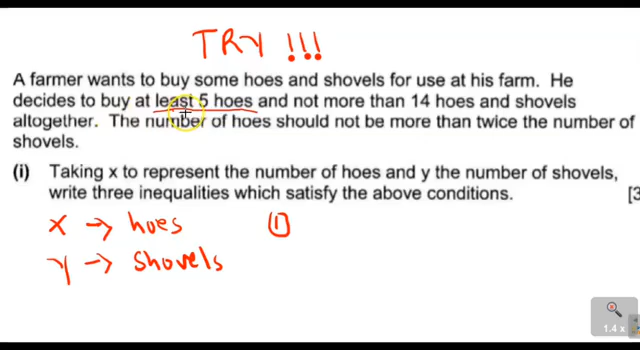 TRY !!!
A farmer wants to buy some hoes and shovels for use at his farm. He
decides to buy at least 5 hoes and not more than 14 hoes and shovels
altogether. The number of hoes should not be more than twice the number of
shovels.
(i) Taking x to represent the number of hoes and y the number of shovels,
write three inequalities which satisfy the above conditions. [3
x → hoes ①
y → shovels
1.4 x